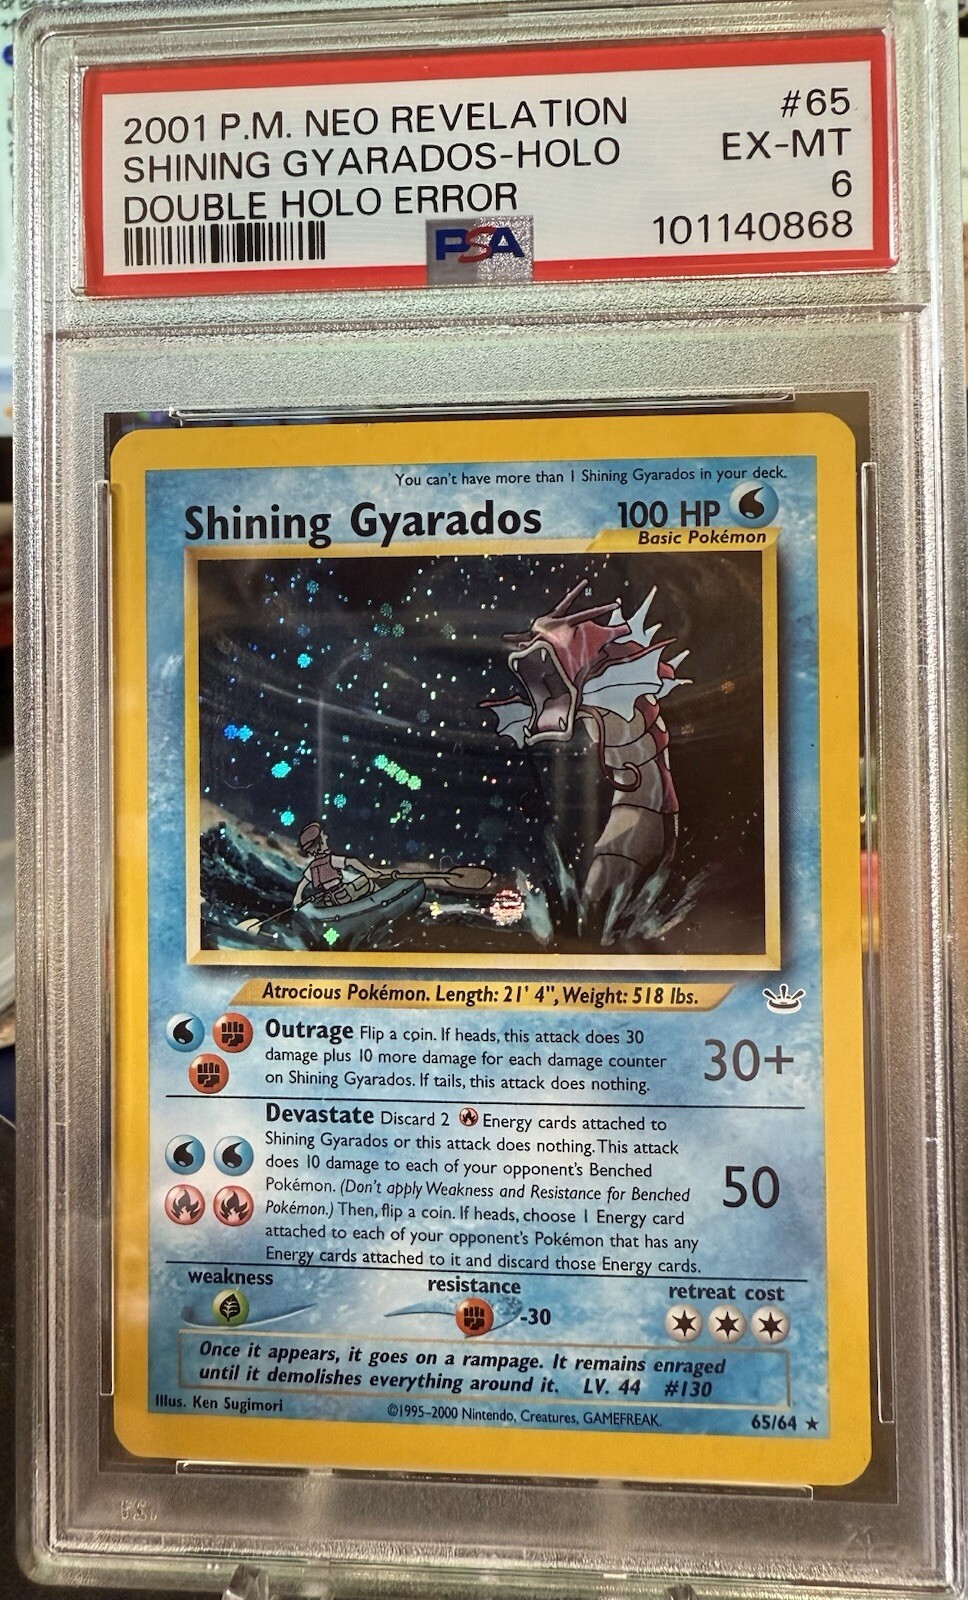 2001 P.M. NEO REVELATION #65
SHINING GYARADOS-HOLO EX-MT
DOUBLE HOLO ERROR 6
PSA 101140868
You can't have more than 1 Shining Gyarados in your deck.
Shining Gyarados 100 HP
Basic Pokémon
Atrocious Pokémon. Length: 21' 4", Weight: 518 lbs.
Outrage Flip a coin. If heads, this attack does 30
damage plus 10 more damage for each damage counter
on Shining Gyarados. If tails, this attack does nothing.
30+
Devastate Discard 2 Energy cards attached to
Shining Gyarados or this attack does nothing. This attack
does 10 damage to each of your opponent's Benched
Pokémon. (Don't apply Weakness and Resistance for Benched
Pokémon.) Then, flip a coin. If heads, choose 1 Energy card
attached to each of your opponent's Pokémon that has any
Energy cards attached to it and discard those Energy cards.
50
weakness resistance retreat cost
-30
Once it appears, it goes on a rampage. It remains enraged
until it demolishes everything around it. LV. 44 #130
Illus. Ken Sugimori ©1995-2000 Nintendo, Creatures, GAMEFREAK. 65/64 ★